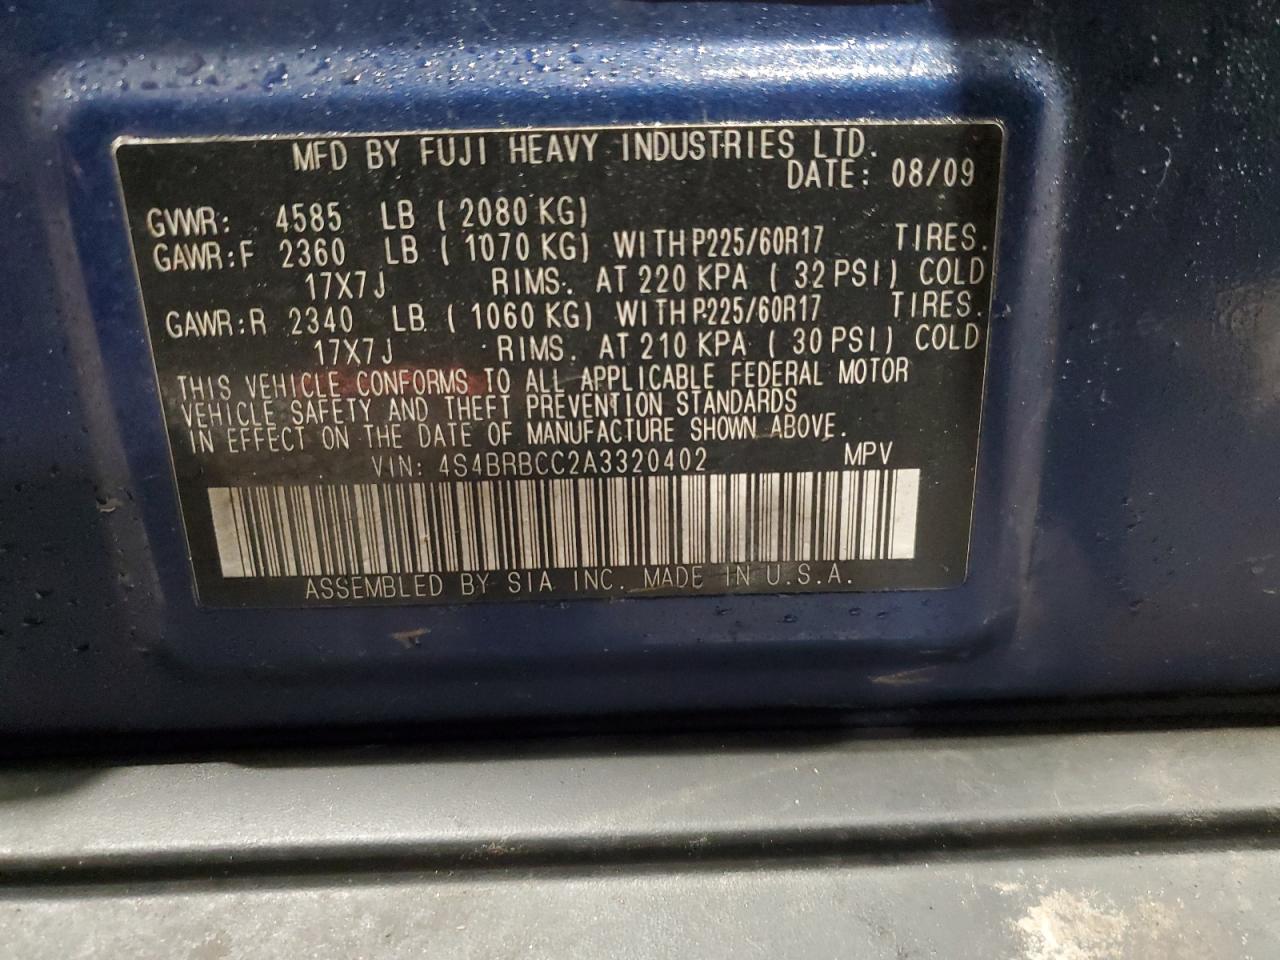 MFD BY FUJI HEAVY INDUSTRIES LTD.
DATE: 08/09
GVWR: 4585 LB ( 2080 KG)
GAWR:F 2360 LB ( 1070 KG) WITH P225/60R17 TIRES.
17X7J RIMS. AT 220 KPA ( 32 PSI) COLD
GAWR:R 2340 LB ( 1060 KG) WITH P225/60R17 TIRES.
17X7J RIMS. AT 210 KPA ( 30 PSI) COLD
THIS VEHICLE CONFORMS TO ALL APPLICABLE FEDERAL MOTOR
VEHICLE SAFETY AND THEFT PREVENTION STANDARDS
IN EFFECT ON THE DATE OF MANUFACTURE SHOWN ABOVE.
VIN: 4S4BRBCC2A3320402 MPV
ASSEMBLED BY SIA INC. MADE IN U.S.A.